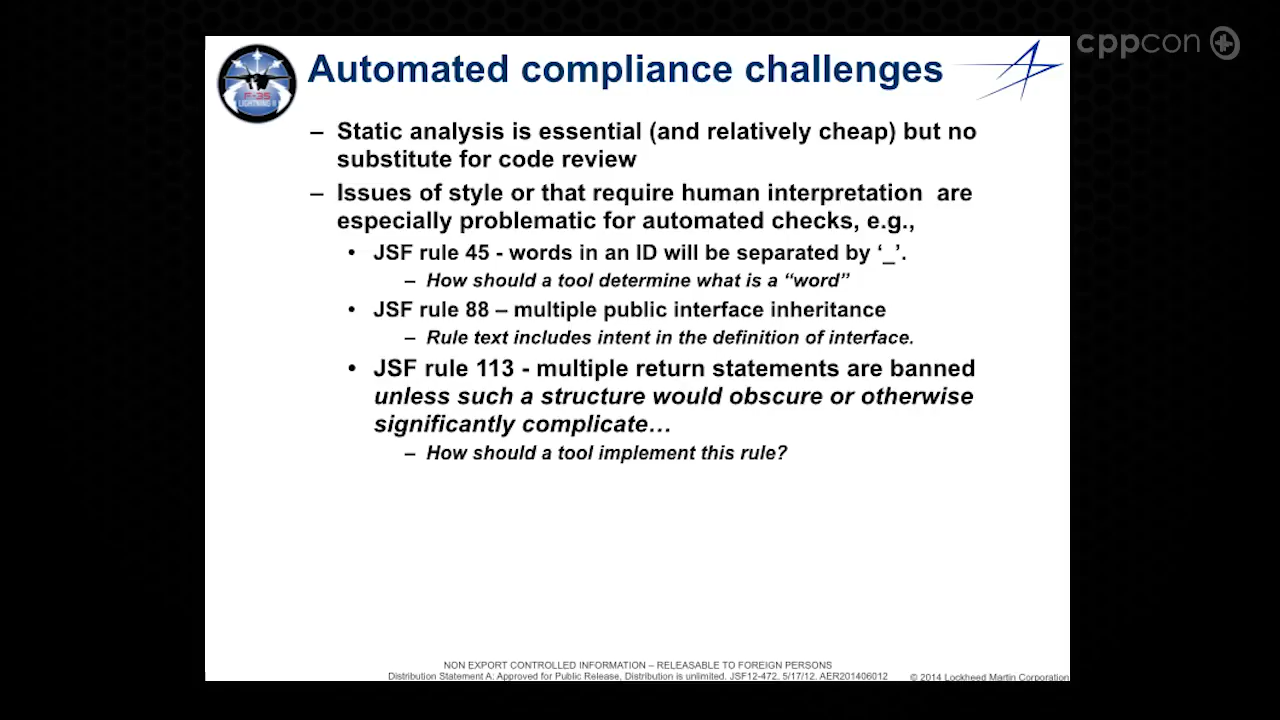 cppcon
F-35
LIGHTNING II
Automated compliance challenges
– Static analysis is essential (and relatively cheap) but no
substitute for code review
– Issues of style or that require human interpretation are
especially problematic for automated checks, e.g.,
• JSF rule 45 - words in an ID will be separated by ‘_’.
– How should a tool determine what is a “word”
• JSF rule 88 – multiple public interface inheritance
– Rule text includes intent in the definition of interface.
• JSF rule 113 - multiple return statements are banned
unless such a structure would obscure or otherwise
significantly complicate…
– How should a tool implement this rule?
NON EXPORT CONTROLLED INFORMATION – RELEASABLE TO FOREIGN PERSONS
Distribution Statement A: Approved for Public Release, Distribution is unlimited. JSF12-472, 5/17/12, AER201406012
© 2014 Lockheed Martin Corporation